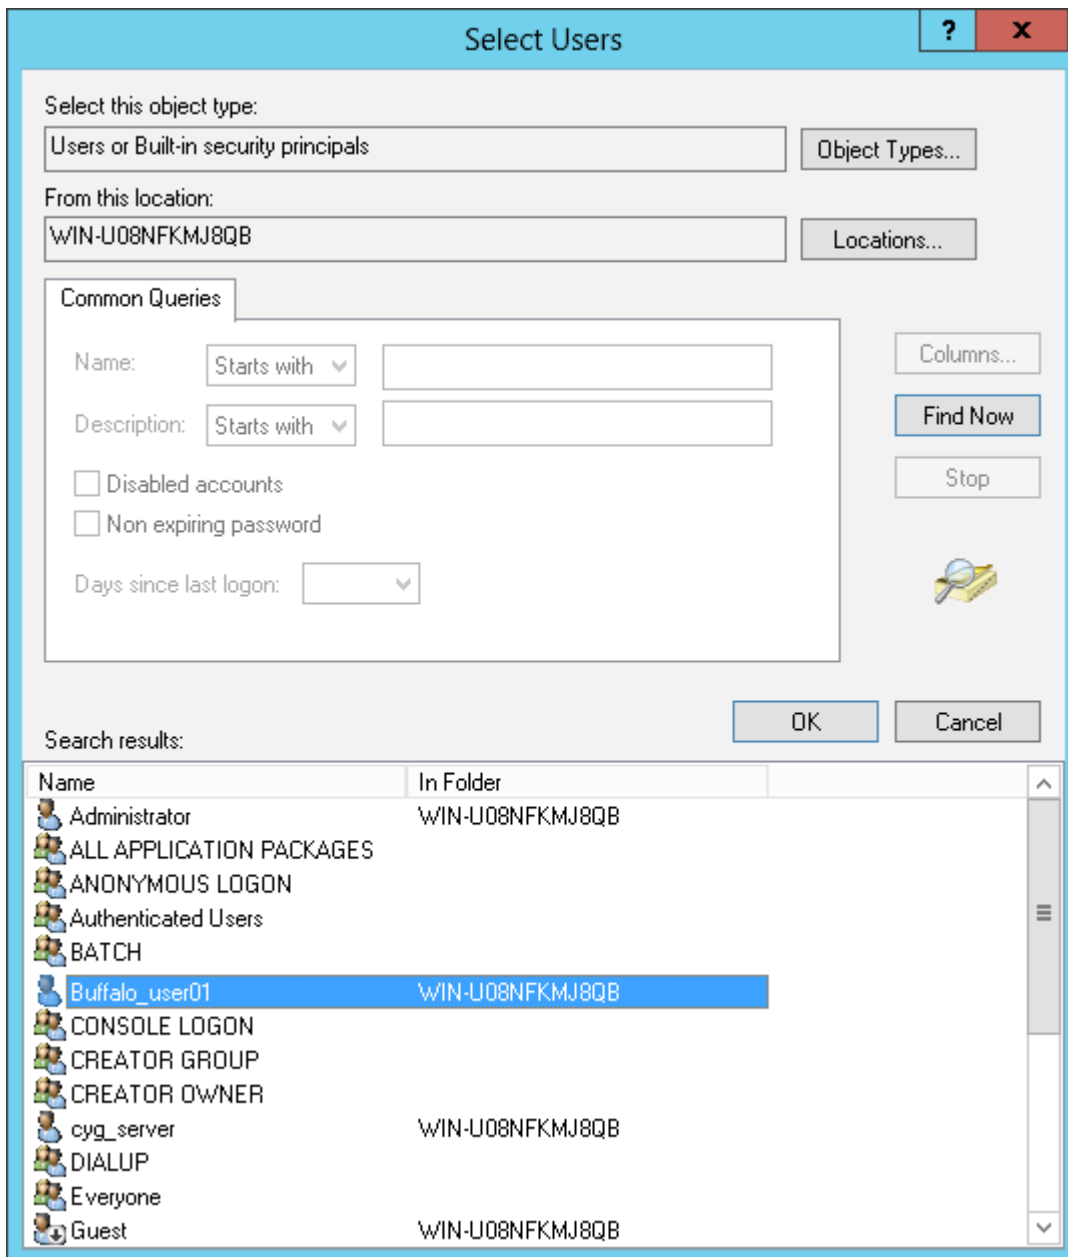 Select Users
?
x
Select this object type:
Users or Built-in security principals
Object Types...
From this location:
WIN-U08NFKMJ8QB
Locations...
Common Queries
Name:
Starts with
Columns...
Description:
Starts with
Find Now
Disabled accounts
Stop
Non expiring password
Days since last logon:
OK
Cancel
Search results:
Name In Folder
Administrator WIN-U08NFKMJ8QB
ALL APPLICATION PACKAGES
ANONYMOUS LOGON
Authenticated Users
BATCH
Buffalo_user01 WIN-U08NFKMJ8QB
CONSOLE LOGON
CREATOR GROUP
CREATOR OWNER
cyg_server WIN-U08NFKMJ8QB
DIALUP
Everyone
Guest WIN-U08NFKMJ8QB